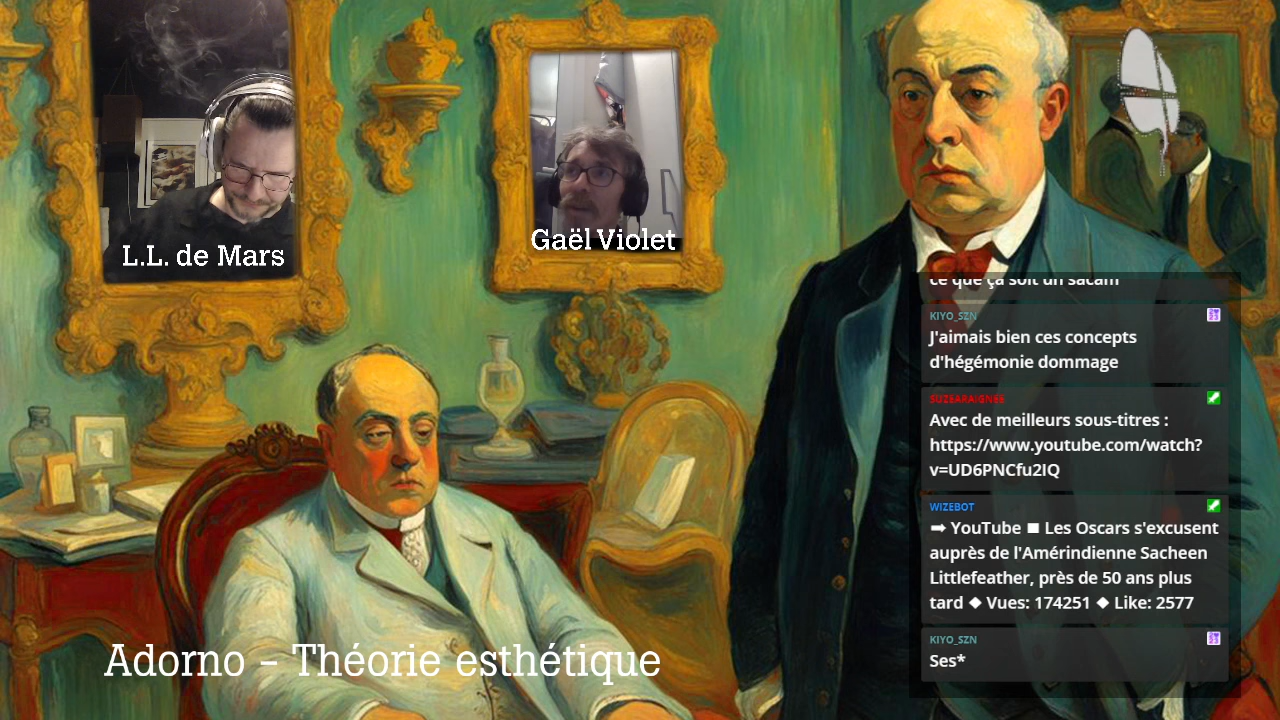 L.L. de Mars
Gaël Violet
ce que ça soit un sacam
KIYO_SZN
J'aimais bien ces concepts
d'hégémonie dommage
SUZEARAIGNÉE
Avec de meilleurs sous-titres :
https://www.youtube.com/watch?
v=UD6PNCfu2IQ
WIZEBOT
➡ YouTube ■ Les Oscars s'excusent
auprès de l'Amérindienne Sacheen
Littlefeather, près de 50 ans plus
tard ◆ Vues: 174251 ◆ Like: 2577
KIYO_SZN
Ses*
Adorno – Théorie esthétique